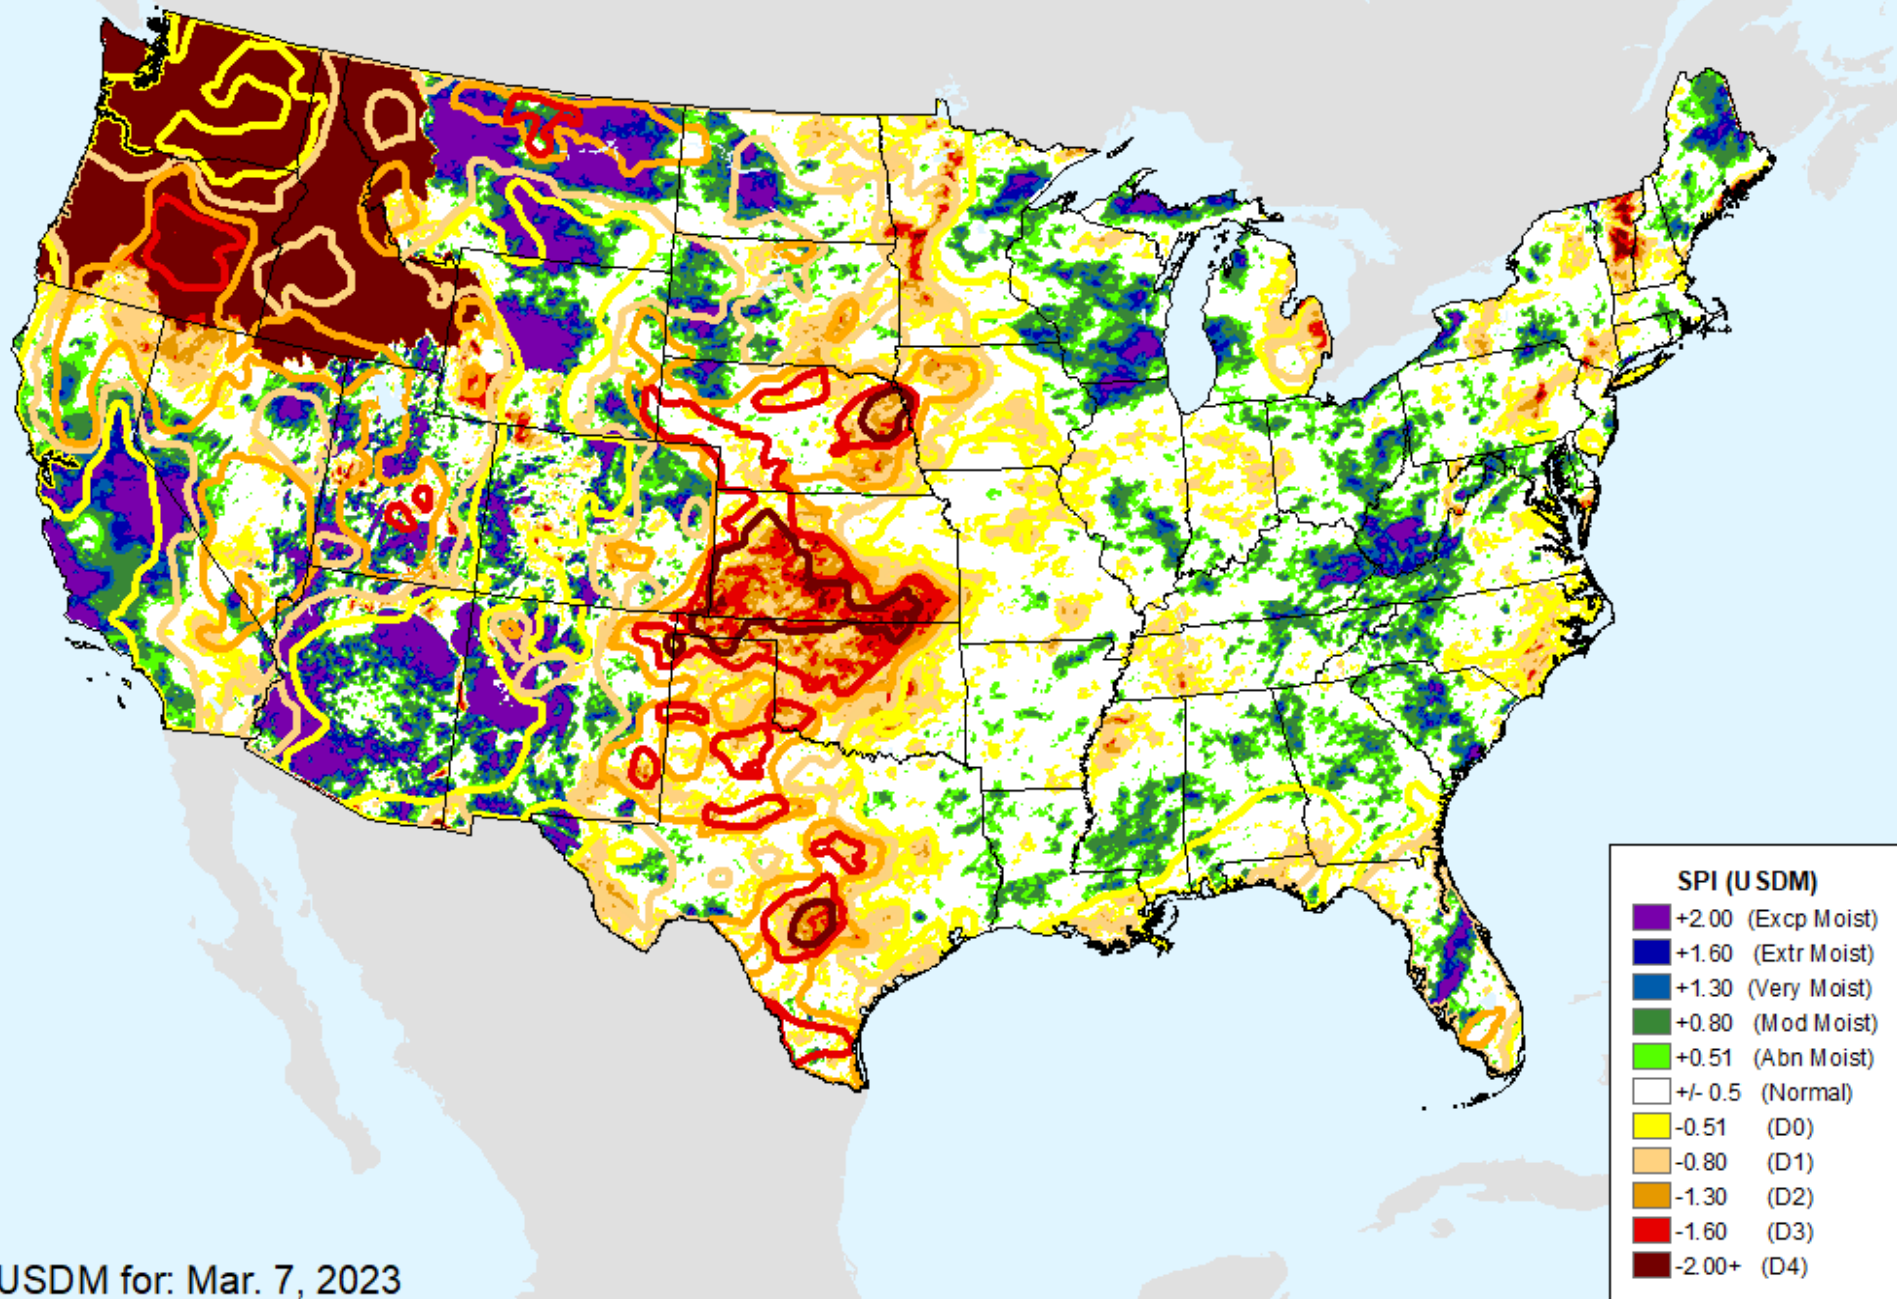 SPI (USDM)
+2.00 (Excp Moist)
+1.60 (Extr Moist)
+1.30 (Very Moist)
+0.80 (Mod Moist)
+0.51 (Abn Moist)
+/- 0.5 (Normal)
-0.51 (D0)
-0.80 (D1)
-1.30 (D2)
-1.60 (D3)
-2.00+ (D4)
USDM for: Mar. 7, 2023